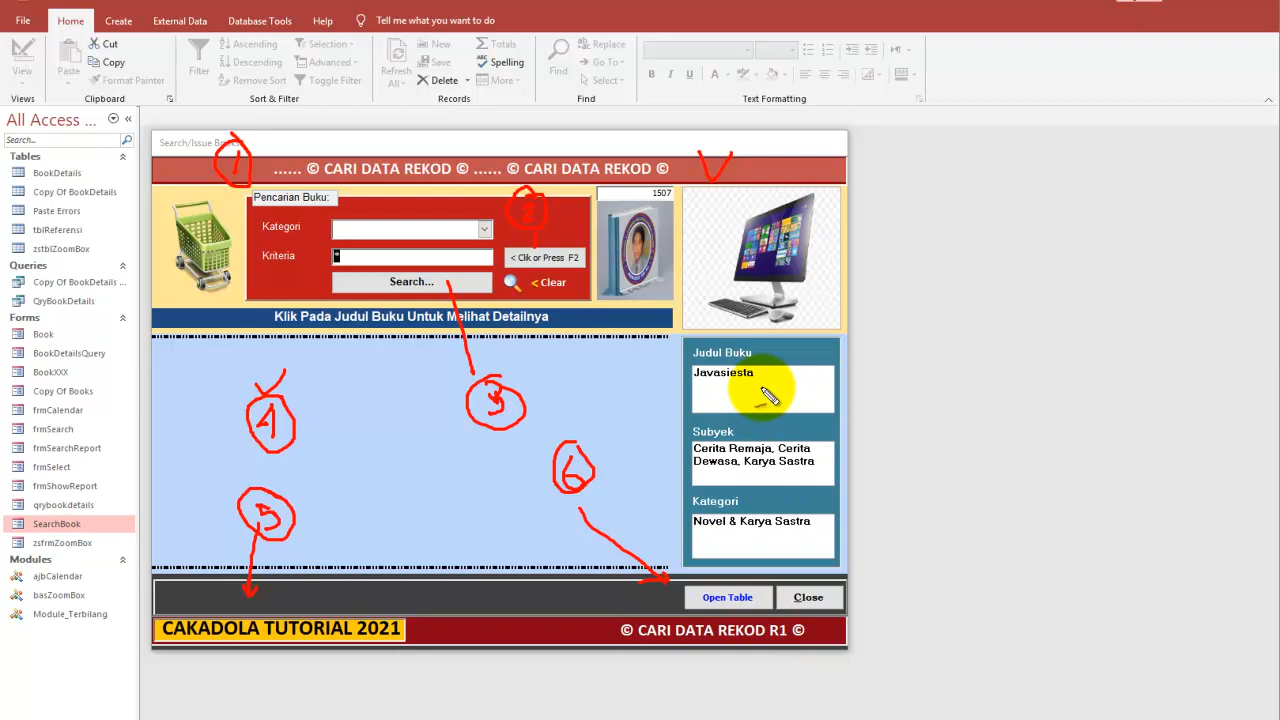 File Home Create External Data Database Tools Help Tell me what you want to do
View
Views
Paste
Cut
Copy
Format Painter
Clipboard
Filter
Ascending
Descending
Remove Sort
Selection
Advanced
Toggle Filter
Sort & Filter
Refresh
All
New
Save
Delete
Totals
Spelling
More
Records
Find
Replace
Go To
Select
Find
B I U
Text Formatting
All Access ...
Search...
Tables
BookDetails
Copy Of BookDetails
Paste Errors
tblReferensi
zstblZoomBox
Queries
Copy Of BookDetails ...
QryBookDetails
Forms
Book
BookDetailsQuery
BookXXX
Copy Of Books
frmCalendar
frmSearch
frmSearchReport
frmSelect
frmShowReport
qrybookdetails
SearchBook
zsfrmZoomBox
Modules
ajbCalendar
basZoomBox
Module_Terbilang
Search/Issue Books
...... © CARI DATA REKOD © ...... © CARI DATA REKOD ©
1
Pencarian Buku:
Kategori
Kriteria
*
< Clik or Press F2
Search...
< Clear
1507
Klik Pada Judul Buku Untuk Melihat Detailnya
3
4
5
6
Judul Buku
Javasiesta
Subyek
Cerita Remaja, Cerita
Dewasa, Karya Sastra
Kategori
Novel & Karya Sastra
Open Table
Close
CAKADOLA TUTORIAL 2021
© CARI DATA REKOD R1 ©